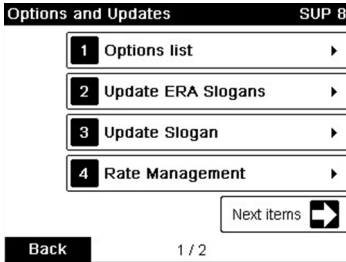 Options and Updates SUP 8
1 Options list
2 Update ERA Slogans
3 Update Slogan
4 Rate Management
Next items
Back 1 / 2